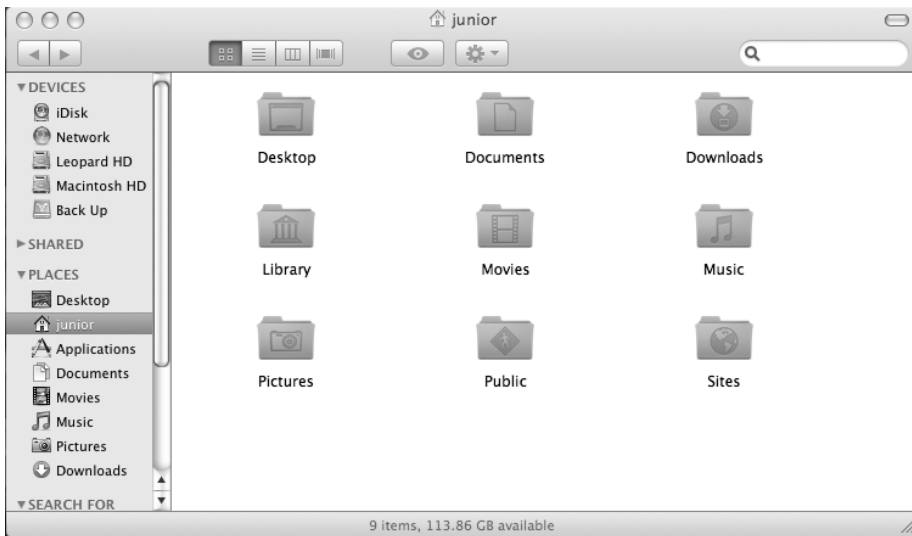 junior
DEVICES
iDisk
Network
Leopard HD
Macintosh HD
Back Up
SHARED
PLACES
Desktop
junior
Applications
Documents
Movies
Music
Pictures
Downloads
SEARCH FOR
Desktop Documents Downloads
Library Movies Music
Pictures Public Sites
9 items, 113.86 GB available